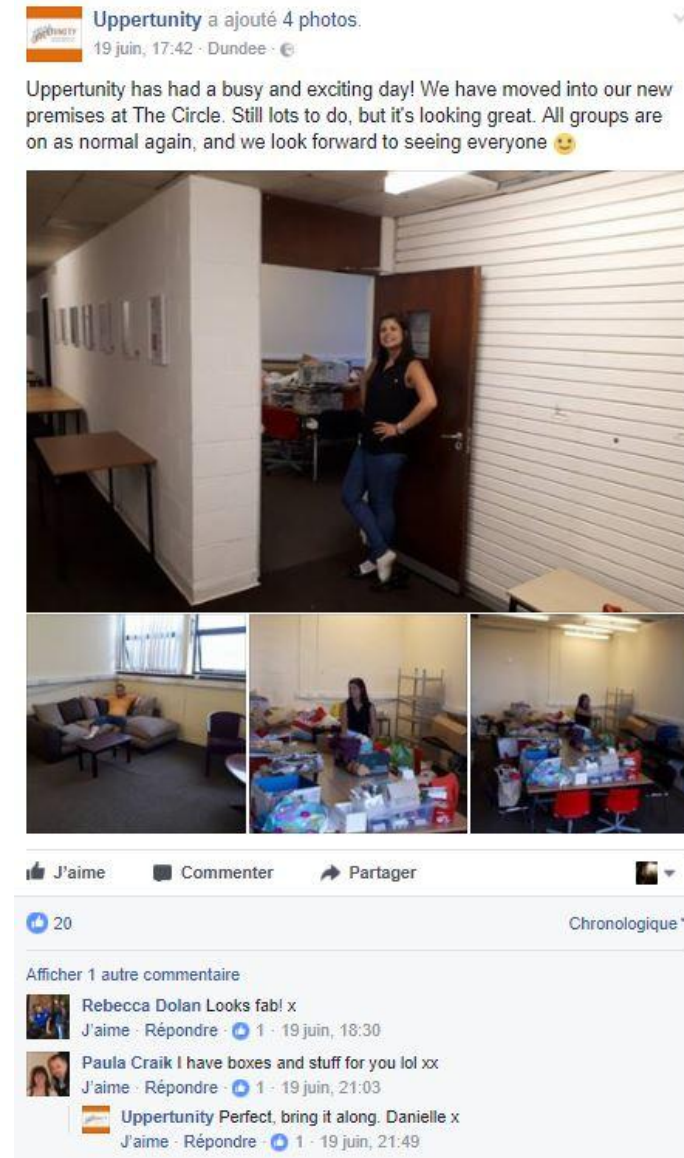 Uppertunity a ajouté 4 photos.
19 juin, 17:42 · Dundee ·
Uppertunity has had a busy and exciting day! We have moved into our new
premises at The Circle. Still lots to do, but it's looking great. All groups are
on as normal again, and we look forward to seeing everyone 🙂
J'aime Commenter Partager
20 Chronologique
Afficher 1 autre commentaire
Rebecca Dolan Looks fab! x
J'aime · Répondre · 1 · 19 juin, 18:30
Paula Craik I have boxes and stuff for you lol xx
J'aime · Répondre · 1 · 19 juin, 21:03
Uppertunity Perfect, bring it along. Danielle x
J'aime · Répondre · 1 · 19 juin, 21:49